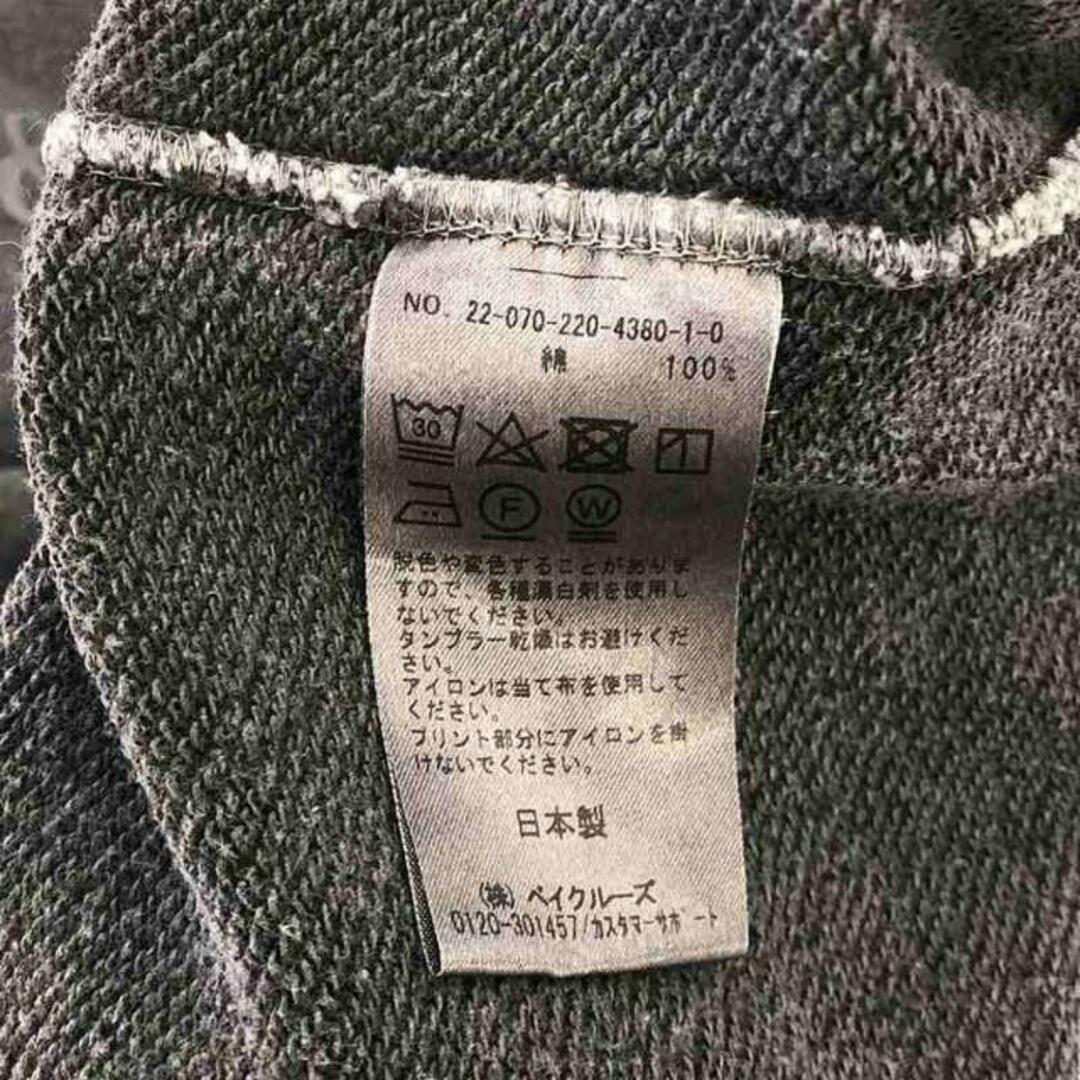 NO. 22-070-220-4380-1-0
綿 100%
30
F W
脱色や変色することがありま
すので、各種漂白剤を使用し
ないでください。
タンブラー乾燥はお避けくだ
さい。
アイロンは当て布を使用して
ください。
プリント部分にアイロンを掛
けないでください。
日本製
(株)ベイクルーズ
0120-301457/カスタマーサポート